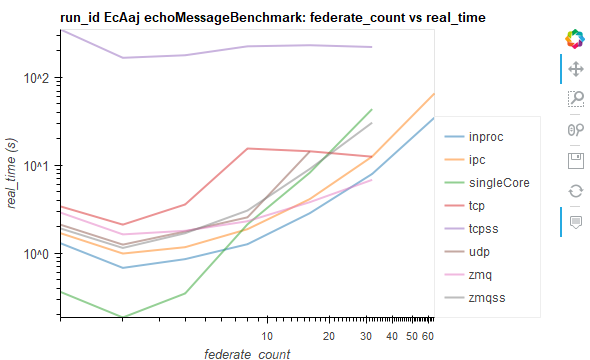 run_id EcAaj echoMessageBenchmark: federate_count vs real_time
real_time (s)
10^2
10^1
10^0
10
20
30
40
50
60
federate_count
inproc
ipc
singleCore
tcp
tcpss
udp
zmq
zmqss